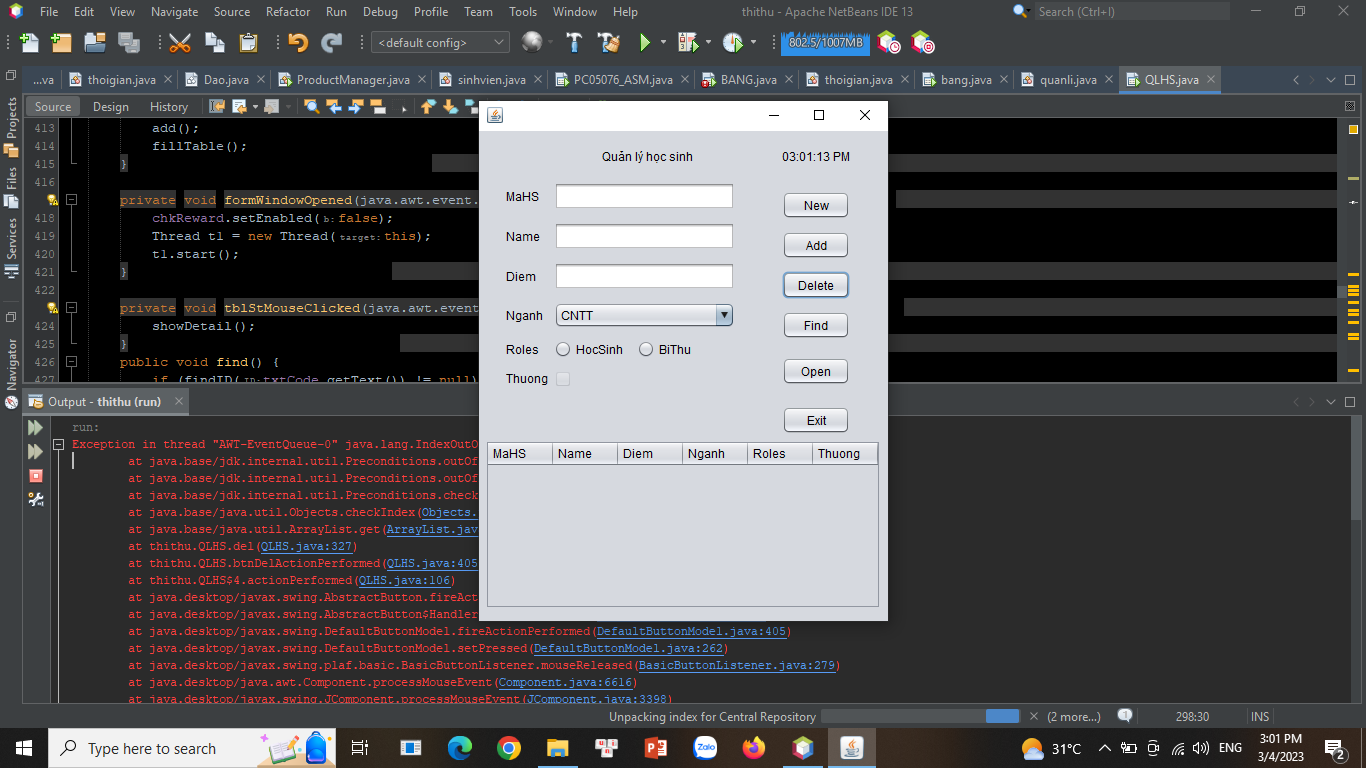 File Edit View Navigate Source Refactor Run Debug Profile Team Tools Window Help
thithu - Apache NetBeans IDE 13
Search (Ctrl+I)
<default config>
802.5/1007MB
...va thoigian.java Dao.java ProductManager.java sinhvien.java PC05076_ASM.java BANG.java thoigian.java bang.java quanli.java QLHS.java
Source Design History
Projects
Files
Services
Navigator
413 add();
414 fillTable();
415 }
416
private void formWindowOpened(java.awt.event.
418 chkReward.setEnabled(b:false);
419 Thread t1 = new Thread(target:this);
420 t1.start();
421 }
422
private void tblStMouseClicked(java.awt.event
424 showDetail();
425 }
426 public void find() {
427 if (findID(txtCode.getText()) != null)
Quản lý học sinh
03:01:13 PM
MaHS
New
Name
Add
Diem
Delete
Nganh CNTT
Find
Roles HocSinh BiThu
Thuong
Open
Exit
MaHS Name Diem Nganh Roles Thuong
Output - thithu (run)
run:
Exception in thread "AWT-EventQueue-0" java.lang.IndexOutO
at java.base/jdk.internal.util.Preconditions.outOf
at java.base/jdk.internal.util.Preconditions.outOf
at java.base/jdk.internal.util.Preconditions.check
at java.base/java.util.Objects.checkIndex(Objects.
at java.base/java.util.ArrayList.get(ArrayList.jav
at thithu.QLHS.del(QLHS.java:327)
at thithu.QLHS.btnDelActionPerformed(QLHS.java:405
at thithu.QLHS$4.actionPerformed(QLHS.java:106)
at java.desktop/javax.swing.AbstractButton.fireAct
at java.desktop/javax.swing.AbstractButton$Handler
at java.desktop/javax.swing.DefaultButtonModel.fireActionPerformed(DefaultButtonModel.java:405)
at java.desktop/javax.swing.DefaultButtonModel.setPressed(DefaultButtonModel.java:262)
at java.desktop/javax.swing.plaf.basic.BasicButtonListener.mouseReleased(BasicButtonListener.java:279)
at java.desktop/java.awt.Component.processMouseEvent(Component.java:6616)
at java.desktop/javax.swing.JComponent.processMouseEvent(JComponent.java:3398)
Unpacking index for Central Repository
(2 more...)
1
298:30
INS
Type here to search
Zalo
31°C
ENG
3:01 PM
3/4/2023
2